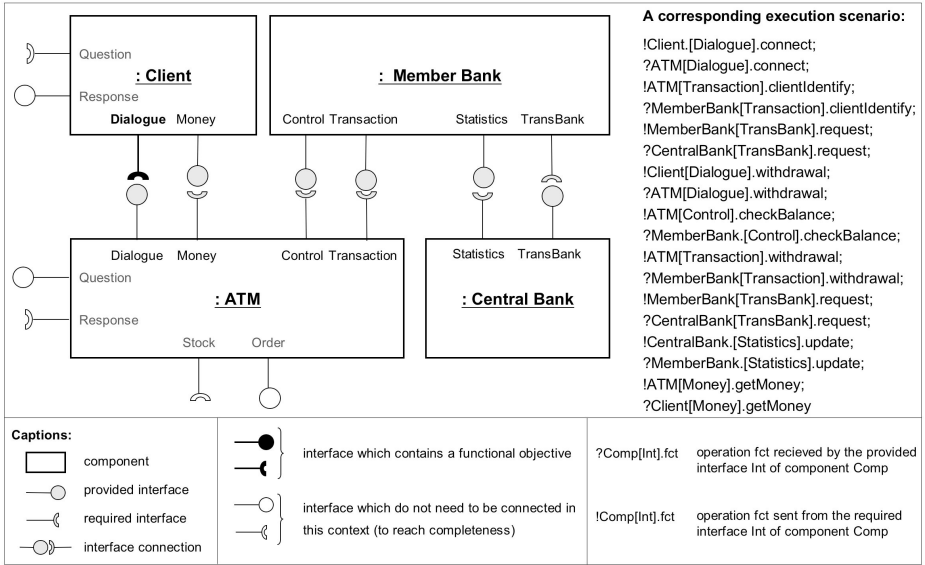 Question
: Client
Response
Dialogue Money
: Member Bank
Control Transaction
Statistics TransBank
Dialogue Money
Control Transaction
Question
: ATM
Response
Stock Order
Statistics TransBank
: Central Bank
A corresponding execution scenario:
!Client.[Dialogue].connect;
?ATM[Dialogue].connect;
!ATM[Transaction].clientIdentify;
?MemberBank[Transaction].clientIdentify;
!MemberBank[TransBank].request;
?CentralBank[TransBank].request;
!Client[Dialogue].withdrawal;
?ATM[Dialogue].withdrawal;
!ATM[Control].checkBalance;
?MemberBank.[Control].checkBalance;
!ATM[Transaction].withdrawal;
?MemberBank[Transaction].withdrawal;
!MemberBank[TransBank].request;
?CentralBank[TransBank].request;
!CentralBank.[Statistics].update;
?MemberBank.[Statistics].update;
!ATM[Money].getMoney;
?Client[Money].getMoney
Captions:
component
provided interface
required interface
interface connection
interface which contains a functional objective
interface which do not need to be connected in
this context (to reach completeness)
?Comp[Int].fct operation fct recieved by the provided
interface Int of component Comp
!Comp[Int].fct operation fct sent from the required
interface Int of component Comp